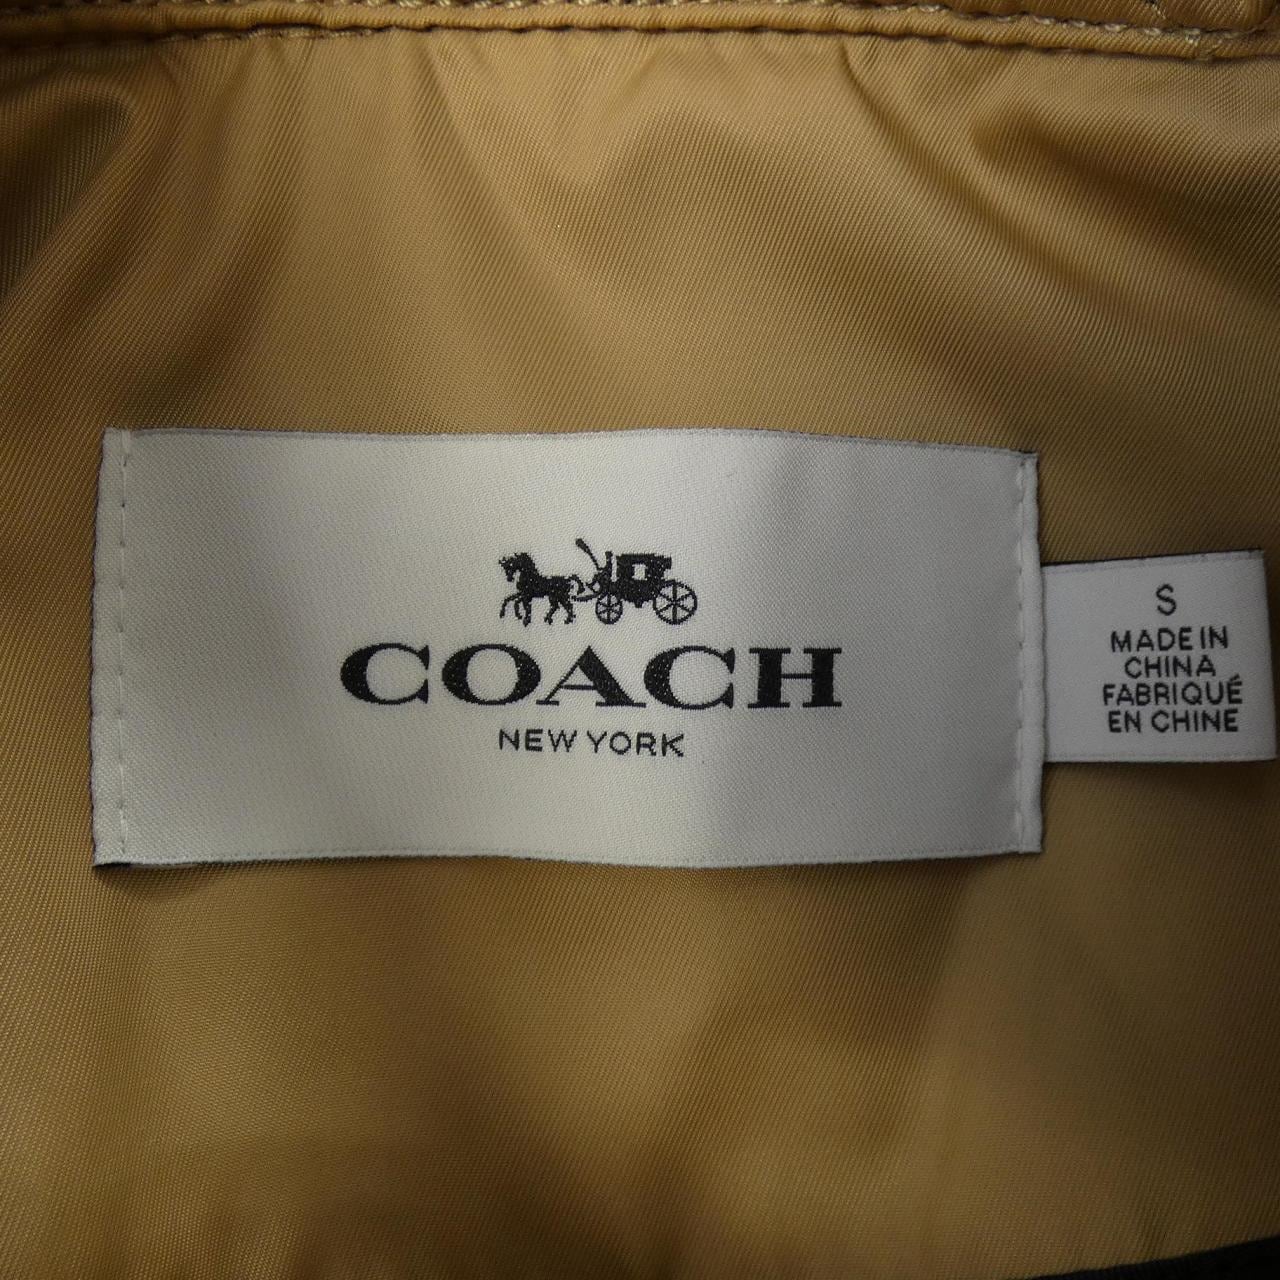 COACH
NEW YORK
S
MADE IN
CHINA
FABRIQUÉ
EN CHINE